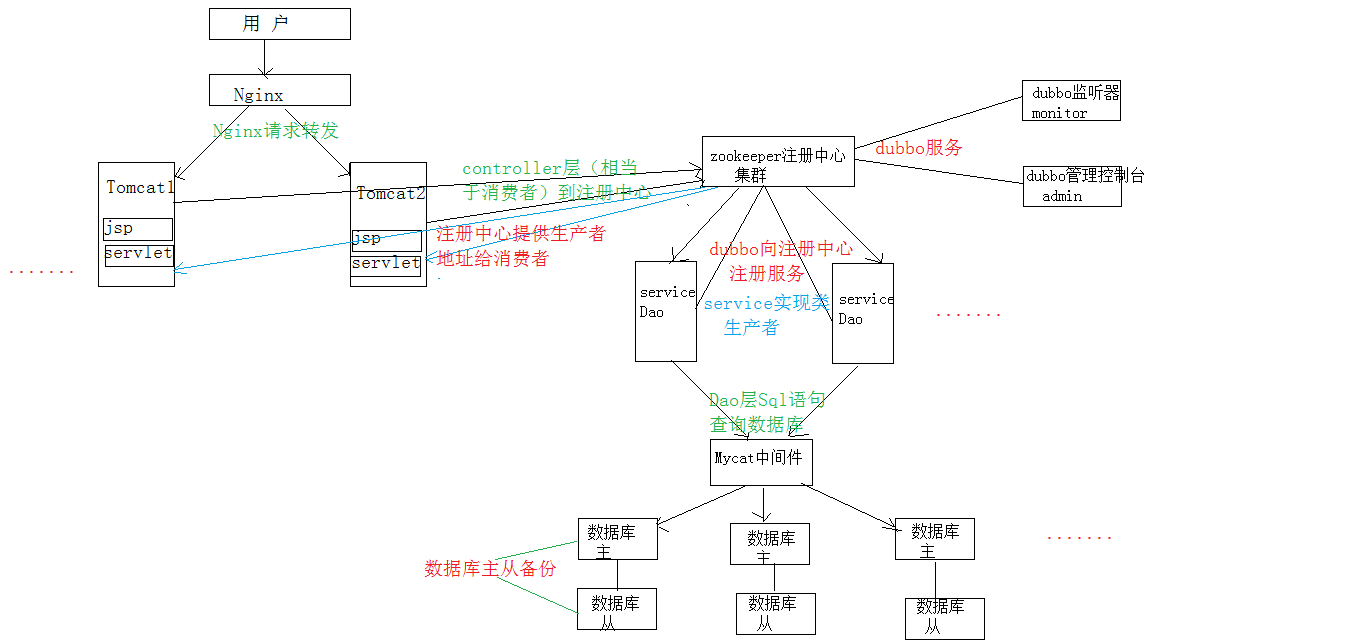 用 户
Nginx
Nginx请求转发
Tomcat1
jsp
servlet
.......
Tomcat2
jsp
servlet
controller层（相当
于消费者）到注册中心
注册中心提供生产者
地址给消费者
zookeeper注册中心
集群
dubbo服务
dubbo监听器
monitor
dubbo管理控制台
admin
dubbo向注册中心
注册服务
service实现类
生产者
service
Dao
service
Dao
.......
Dao层Sql语句
查询数据库
Mycat中间件
数据库
主
数据库
主
数据库
主
.......
数据库主从备份
数据库
从
数据库
从
数据库
从